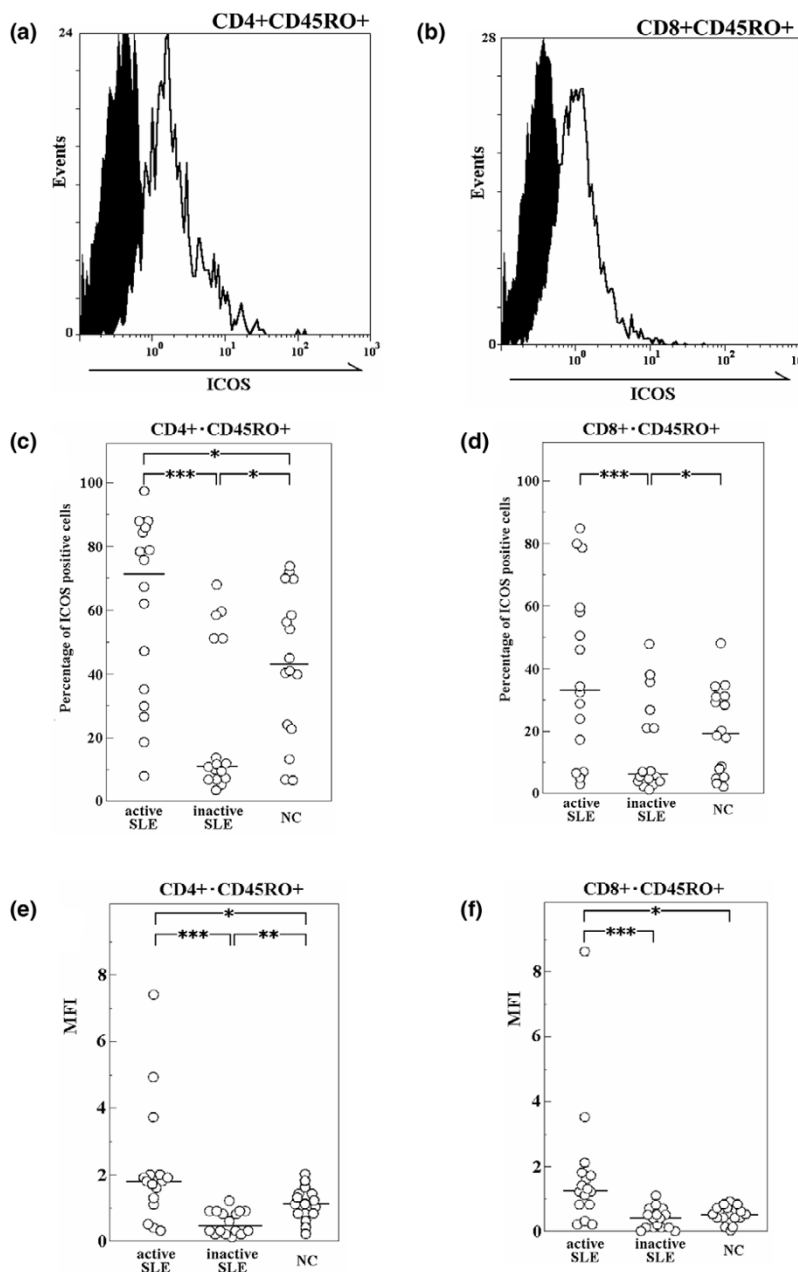 (a)
CD4+CD45RO+
24
Events
0
10⁰ 10¹ 10² 10³
ICOS
(b)
CD8+CD45RO+
28
Events
0
10⁰ 10¹ 10² 10³
ICOS
(c)
CD4+·CD45RO+
*
*** *
Percentage of ICOS positive cells
100
80
60
40
20
0
active SLE
inactive SLE
NC
(d)
CD8+·CD45RO+
*** *
Percentage of ICOS positive cells
100
80
60
40
20
0
active SLE
inactive SLE
NC
(e)
CD4+·CD45RO+
*
*** **
MFI
8
6
4
2
0
active SLE
inactive SLE
NC
(f)
CD8+·CD45RO+
*
***
MFI
8
6
4
2
0
active SLE
inactive SLE
NC